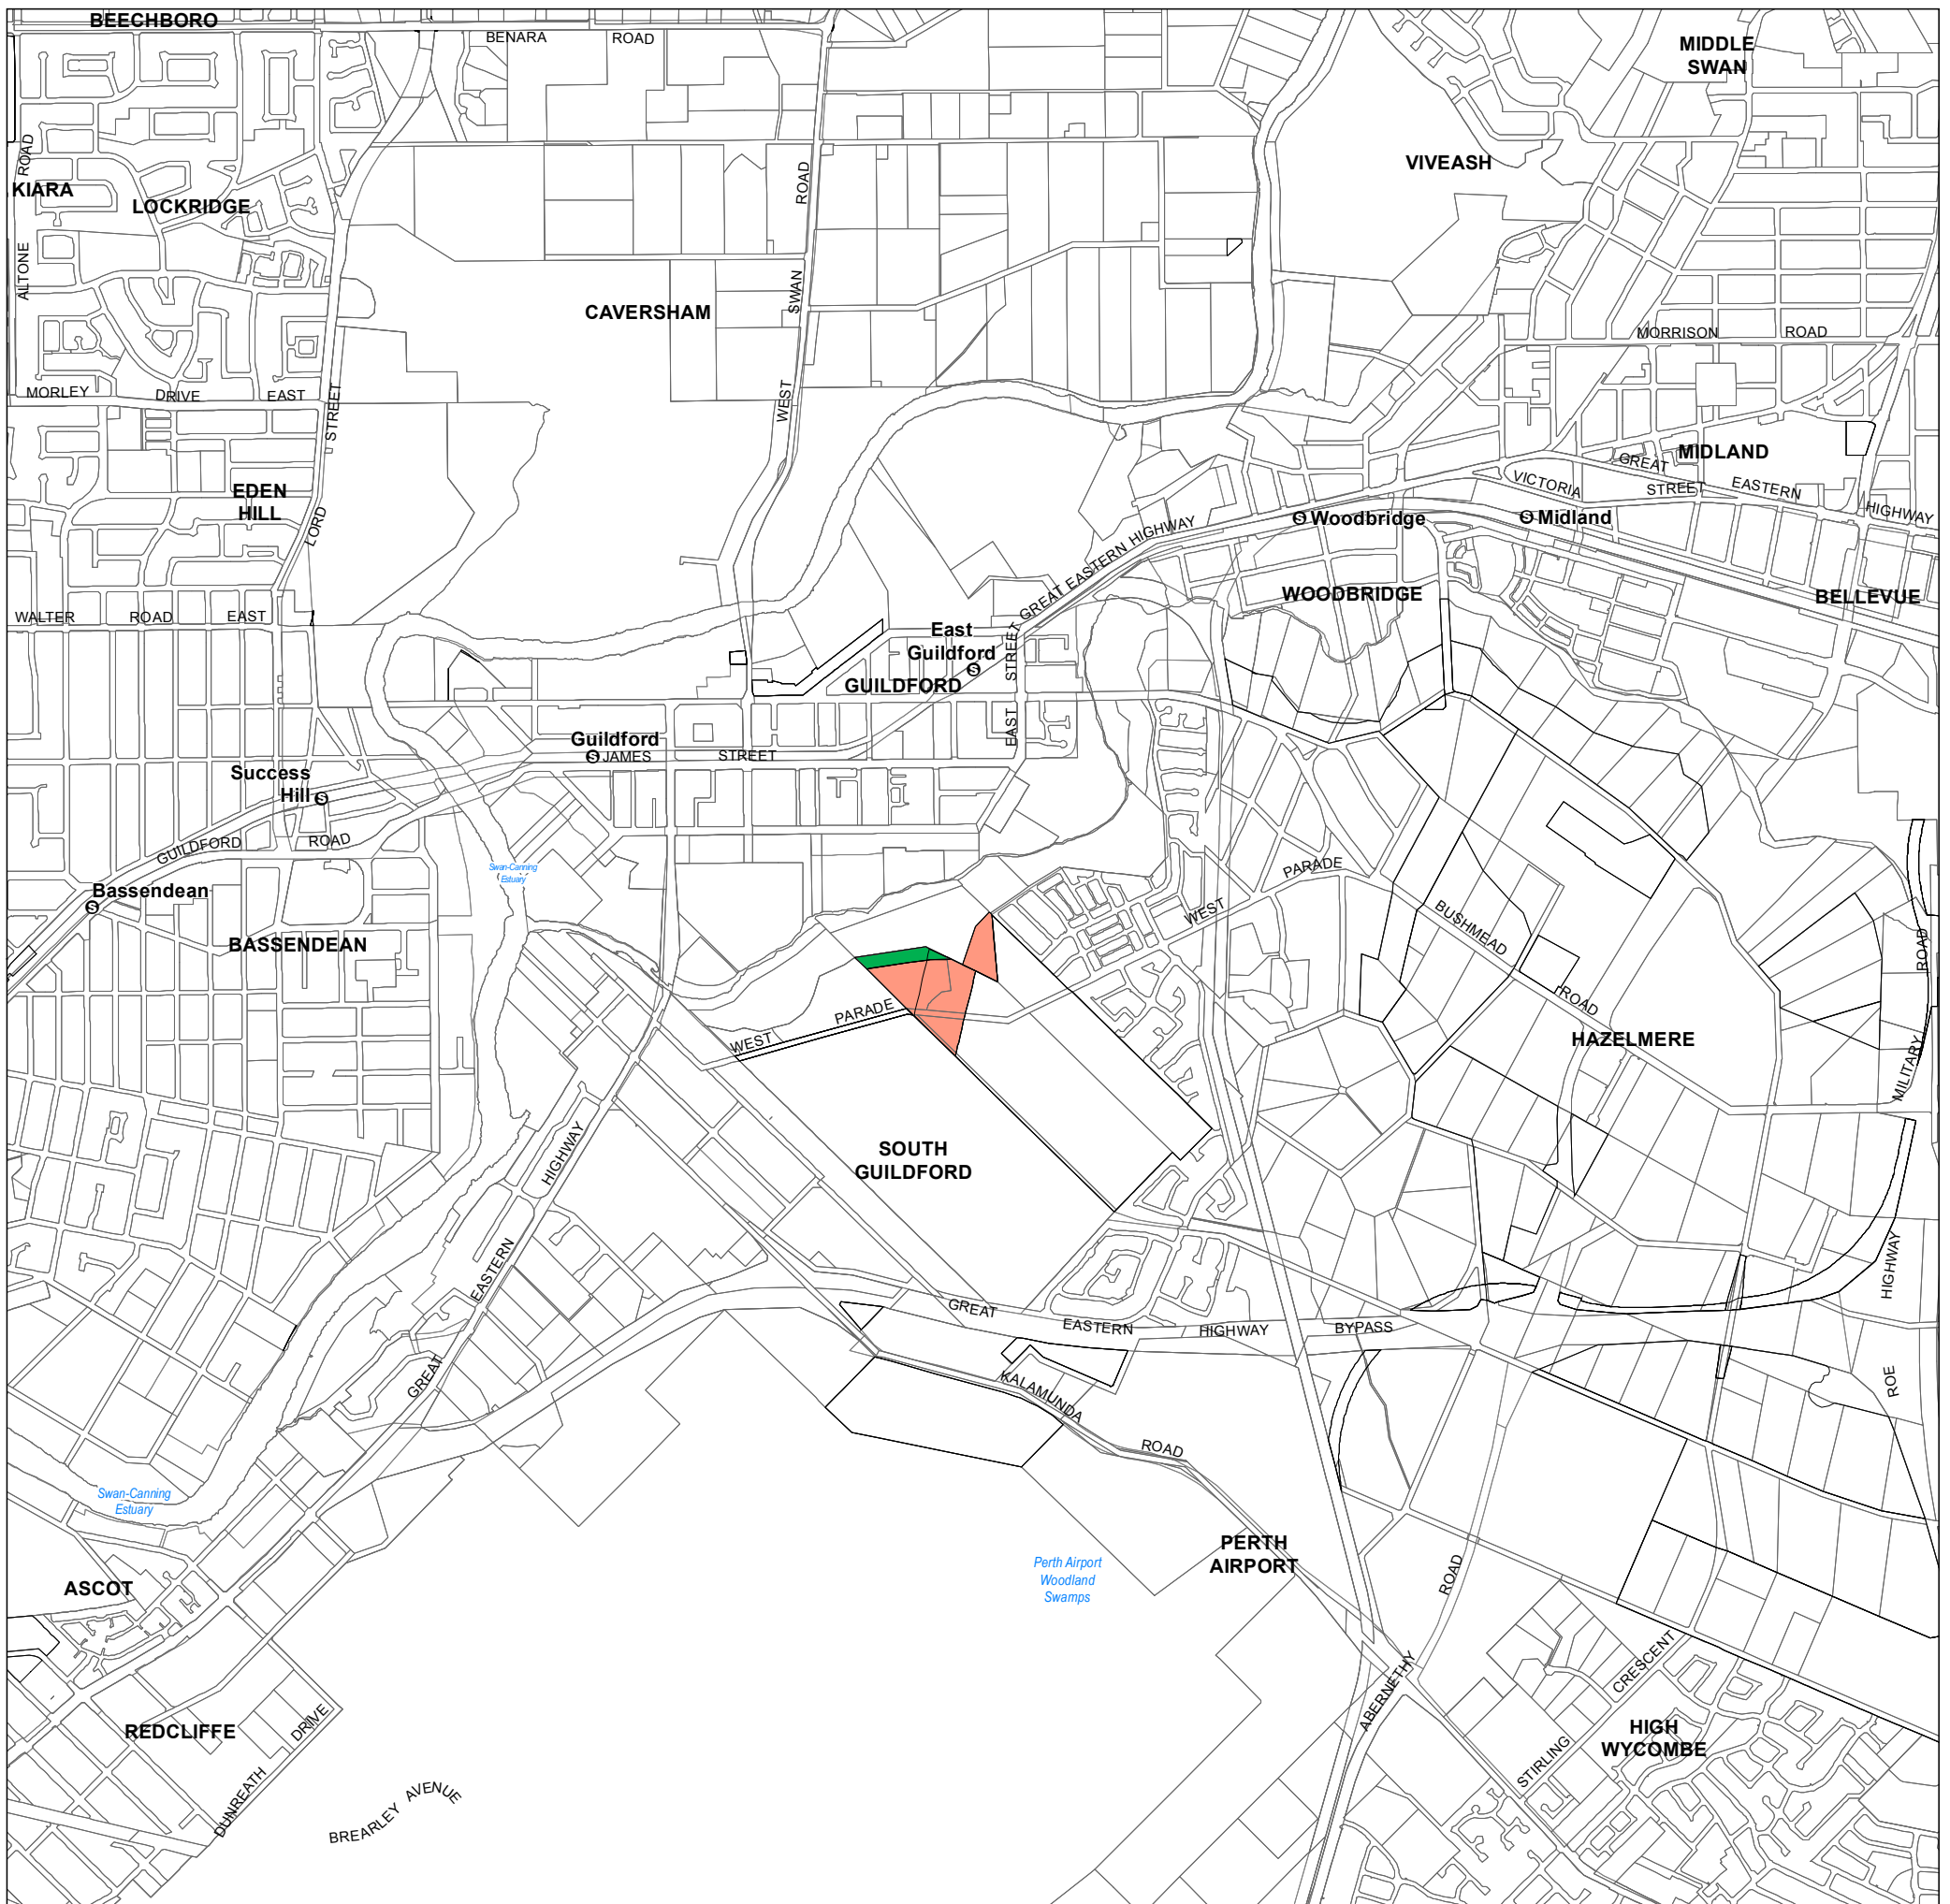 BEECHBORO
BENARA ROAD
MIDDLE
SWAN
ROAD
KIARA
LOCKRIDGE
ALTONE
VIVEASH
ROAD
SWAN
WEST
CAVERSHAM
MORRISON ROAD
MORLEY DRIVE EAST
STREET
LORD
EDEN
HILL
MIDLAND
GREAT
EASTERN
HIGHWAY
VICTORIA
STREET
S Woodbridge
S Midland
GREAT EASTERN HIGHWAY
WOODBRIDGE
BELLEVUE
WALTER ROAD EAST
East
Guildford
S
STREET
EAST
GUILDFORD
Guildford
S JAMES STREET
Success
Hill S
GUILDFORD ROAD
Swan-Canning
Estuary
Bassendean
S
BASSENDEAN
PARADE
WEST
BUSHMEAD
ROAD
ROAD
MILITARY
HAZELMERE
WEST PARADE
SOUTH
GUILDFORD
HIGHWAY
EASTERN
GREAT
GREAT
EASTERN
HIGHWAY
BYPASS
HIGHWAY
ROE
KALAMUNDA
ROAD
Swan-Canning
Estuary
PERTH
AIRPORT
Perth Airport
Woodland
Swamps
ASCOT
ROAD
ABERNETHY
CRESCENT
STIRLING
REDCLIFFE
DRIVE
DUNREATH
HIGH
WYCOMBE
BREARLEY AVENUE